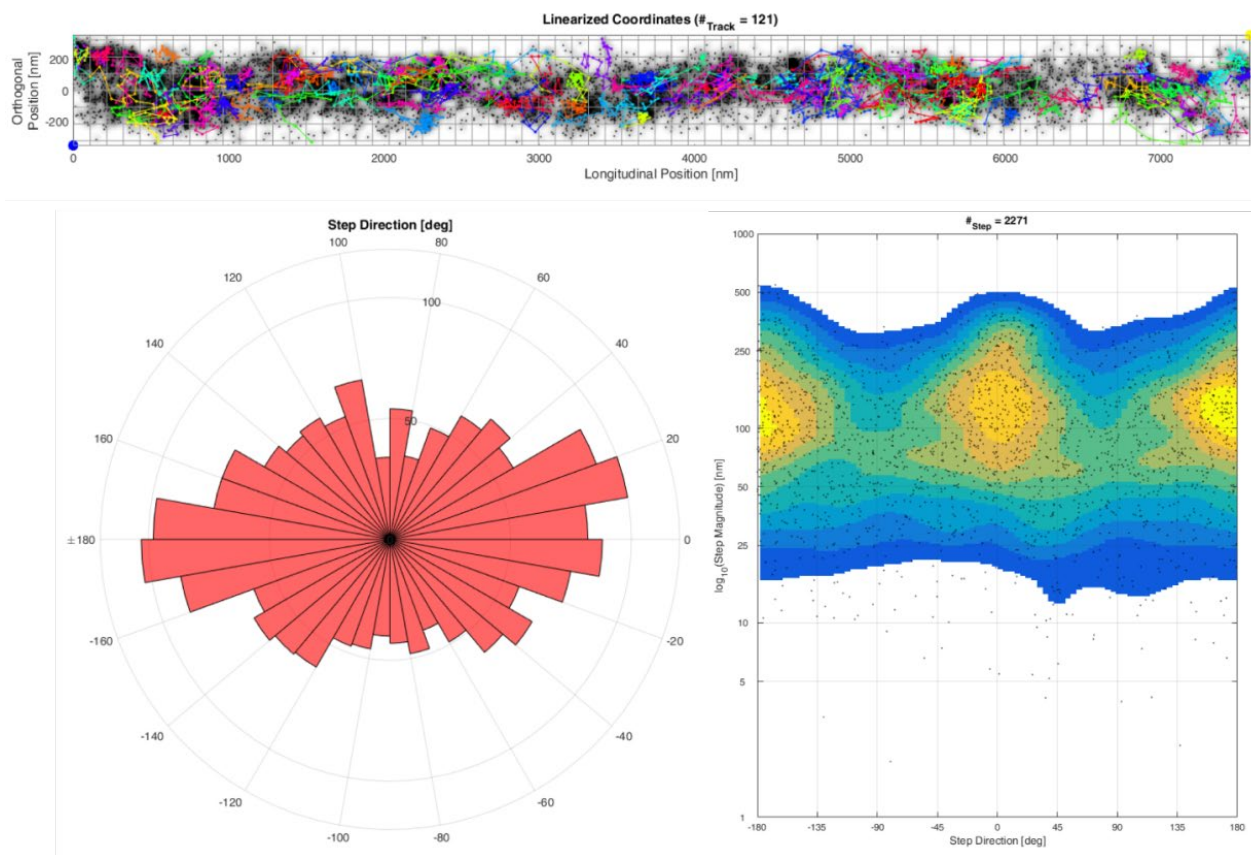 Linearized Coordinates (#Track = 121)
Orthogonal
Position [nm]
200
0
-200
0 1000 2000 3000 4000 5000 6000 7000
Longitudinal Position [nm]
Step Direction [deg]
100 80
120 60
100
140 40
50
160 20
±180 0
-160 -20
-140 -40
-120 -60
-100 -80
#Step = 2271
log10(Step Magnitude) [nm]
1000
500
250
100
50
25
10
5
1
-180 -135 -90 -45 0 45 90 135 180
Step Direction [deg]